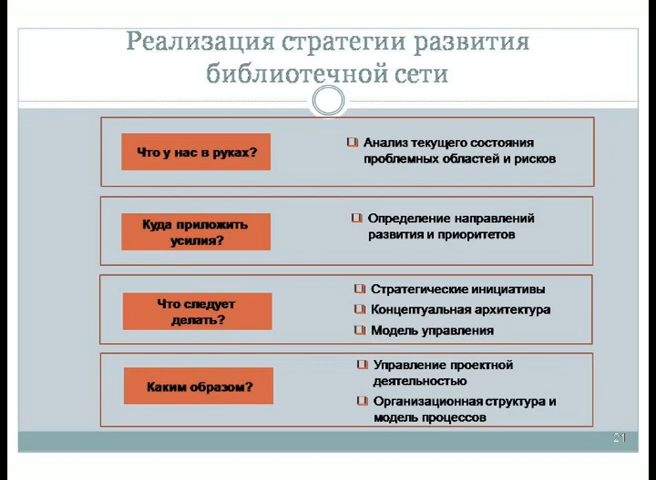 Реализация стратегии развития
библиотечной сети
Что у нас в руках?
Анализ текущего состояния
проблемных областей и рисков
Куда приложить
усилия?
Определение направлений
развития и приоритетов
Что следует
делать?
Стратегические инициативы
Концептуальная архитектура
Модель управления
Каким образом?
Управление проектной
деятельностью
Организационная структура и
модель процессов
21